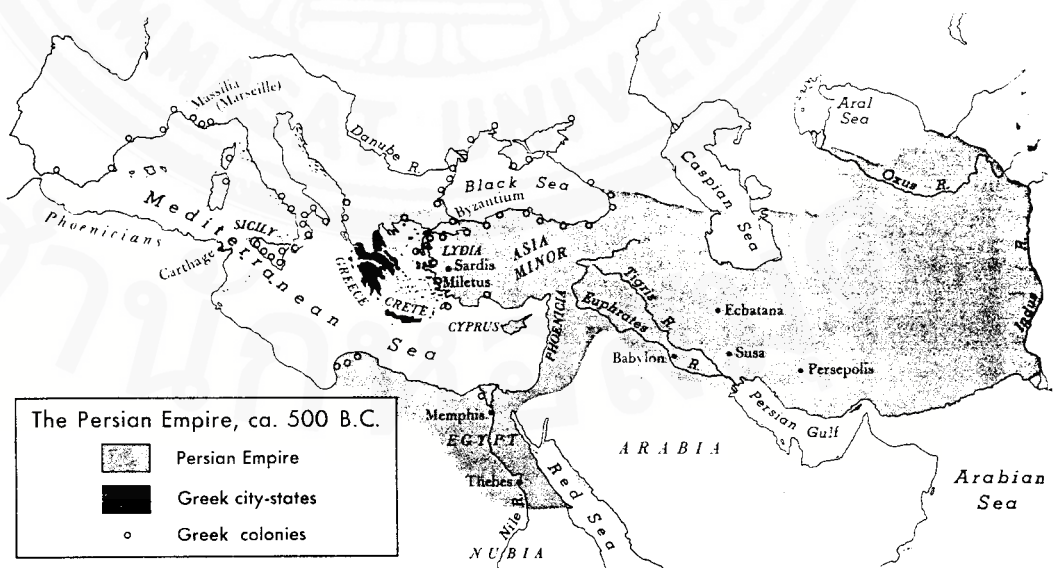 UNIVERS
Massilia
(Marseille)
Danube R.
Black Sea
Byzantium
Caspian
Sea
Aral
Sea
Oxus R.
Mediterranean
Sea
Phoenicians
SICILY
Carthage
GREECE
LYDIA
Sardis
Miletus
ASIA
MINOR
CRETE
CYPRUS
PHOENICIA
Tigris R.
Euphrates R.
Babylon
Ecbatana
Susa
Persepolis
Indus R.
Persian
Gulf
Memphis
EGYPT
Thebes
Nile R.
NUBIA
Red Sea
ARABIA
Arabian
Sea
The Persian Empire, ca. 500 B.C.
Persian Empire
Greek city-states
Greek colonies